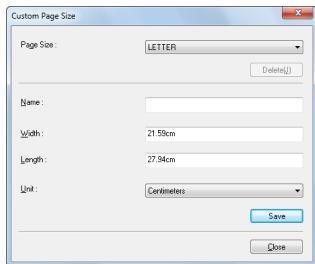 Custom Page Size
Page Size :
LETTER
Delete(J)
Name :
Width :
21.59cm
Length :
27.94cm
Unit :
Centimeters
Save
Close